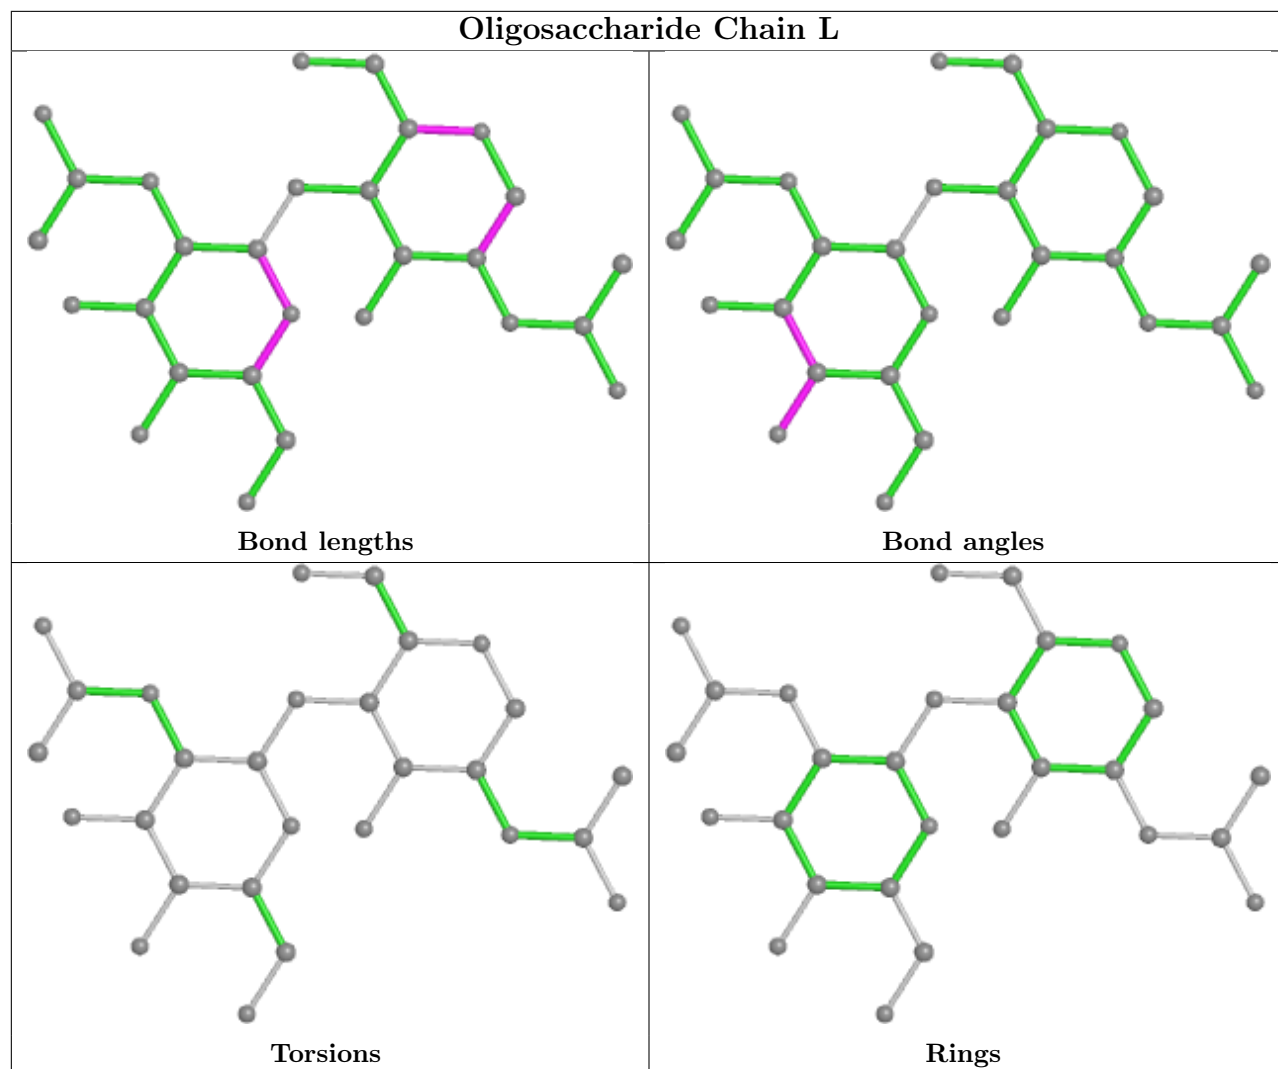 Oligosaccharide Chain L
Bond lengths
Bond angles
Torsions
Rings